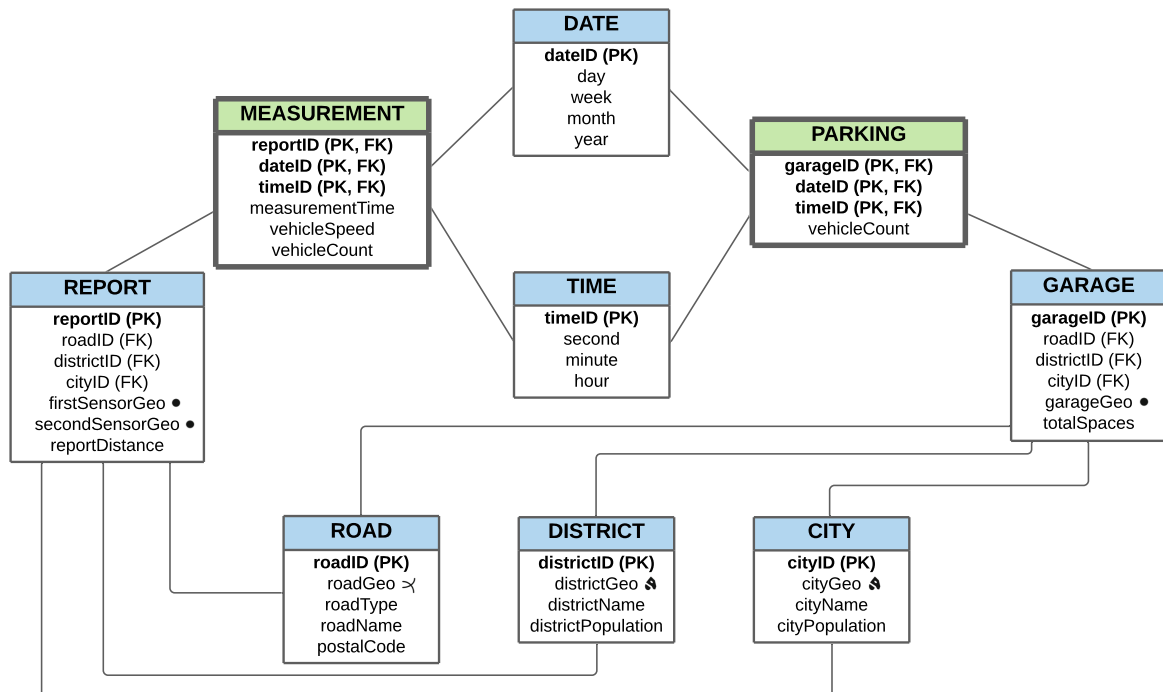 DATE
dateID (PK)
day
week
month
year
MEASUREMENT
reportID (PK, FK)
dateID (PK, FK)
timeID (PK, FK)
measurementTime
vehicleSpeed
vehicleCount
PARKING
garageID (PK, FK)
dateID (PK, FK)
timeID (PK, FK)
vehicleCount
REPORT
reportID (PK)
roadID (FK)
districtID (FK)
cityID (FK)
firstSensorGeo
secondSensorGeo
reportDistance
TIME
timeID (PK)
second
minute
hour
GARAGE
garageID (PK)
roadID (FK)
districtID (FK)
cityID (FK)
garageGeo
totalSpaces
ROAD
roadID (PK)
roadGeo
roadType
roadName
postalCode
DISTRICT
districtID (PK)
districtGeo
districtName
districtPopulation
CITY
cityID (PK)
cityGeo
cityName
cityPopulation